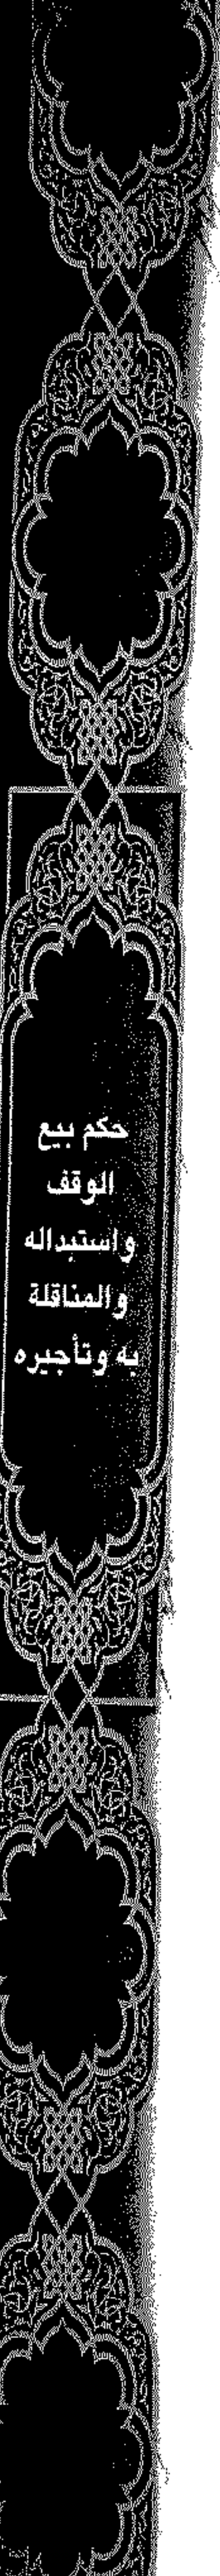 حكم بيع
الوقف
واستبداله
والمناقلة
به وتأجيره